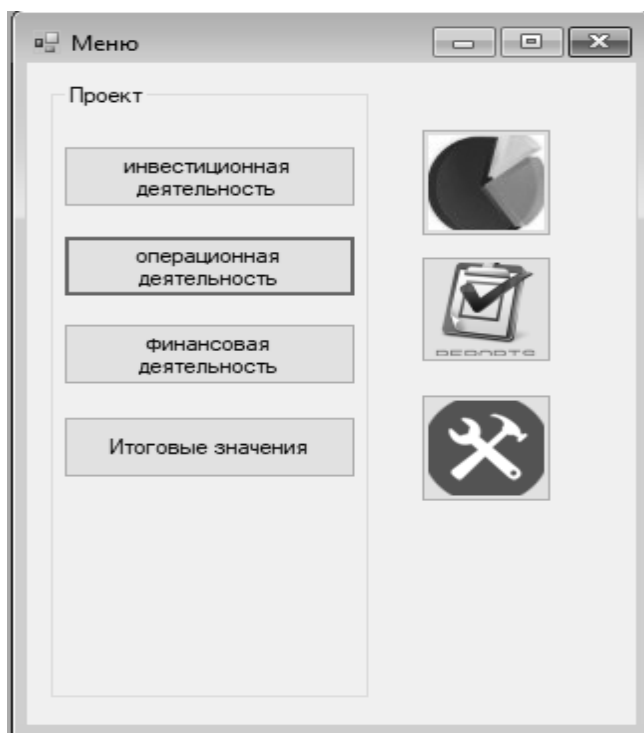 Меню
Проект
инвестиционная
деятельность
операционная
деятельность
финансовая
деятельность
Итоговые значения